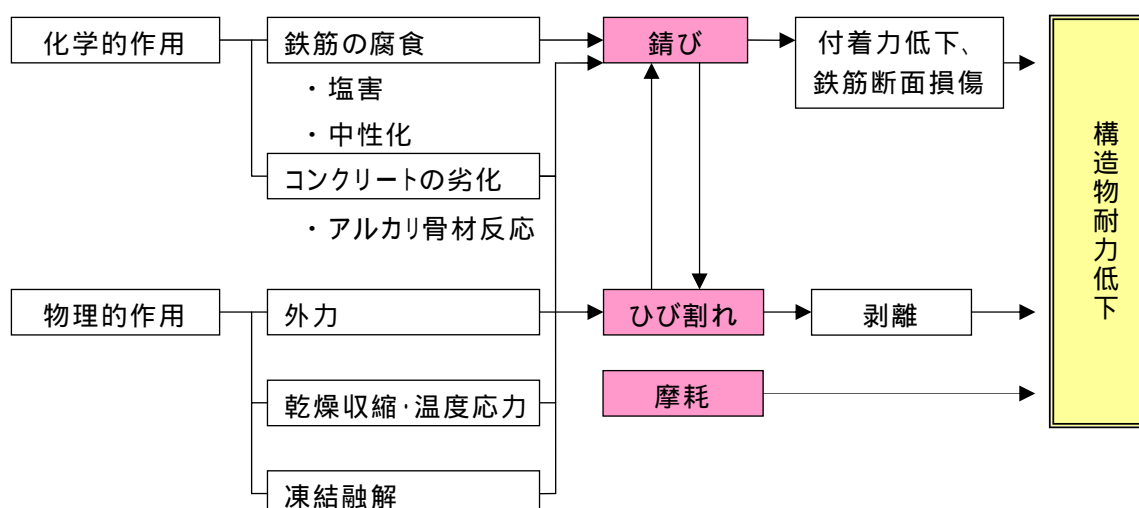 化学的作用
鉄筋の腐食
錆び
付着力低下、
鉄筋断面損傷
・塩害
・中性化
コンクリートの劣化
・アルカリ骨材反応
構造物耐力低下
物理的作用
外力
ひび割れ
剥離
乾燥収縮・温度応力
摩耗
凍結融解